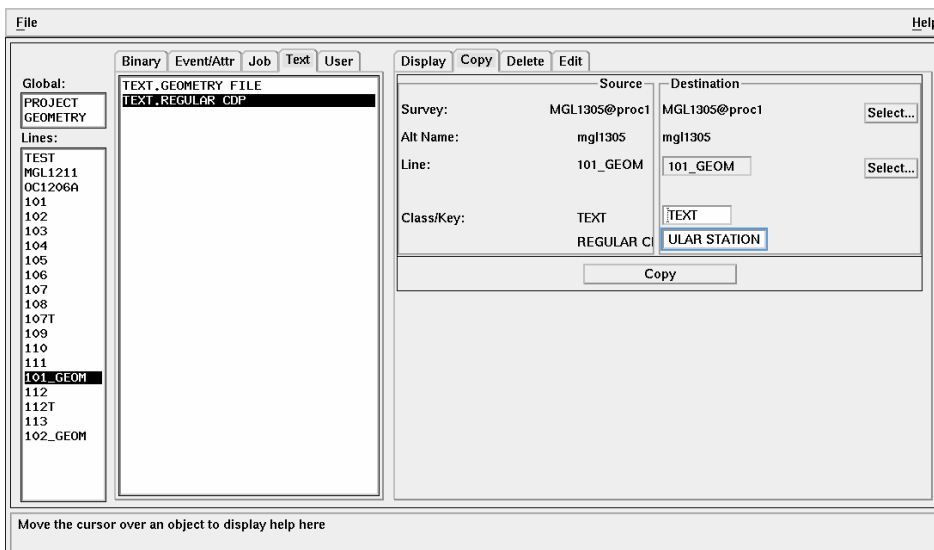 File Help
Binary Event/Attr Job Text User
Display Copy Delete Edit
Global:
PROJECT
GEOMETRY
Lines:
TEST
MGL1211
OC1206A
101
102
103
104
105
106
107
108
107T
109
110
111
101_GEOM
112
112T
113
102_GEOM
TEXT.GEOMETRY FILE
TEXT.REGULAR CDP
Source Destination
Survey: MGL1305@proc1 MGL1305@proc1 Select...
Alt Name: mgl1305 mgl1305
Line: 101_GEOM 101_GEOM Select...
Class/Key: TEXT TEXT
REGULAR C ULAR STATION
Copy
Move the cursor over an object to display help here